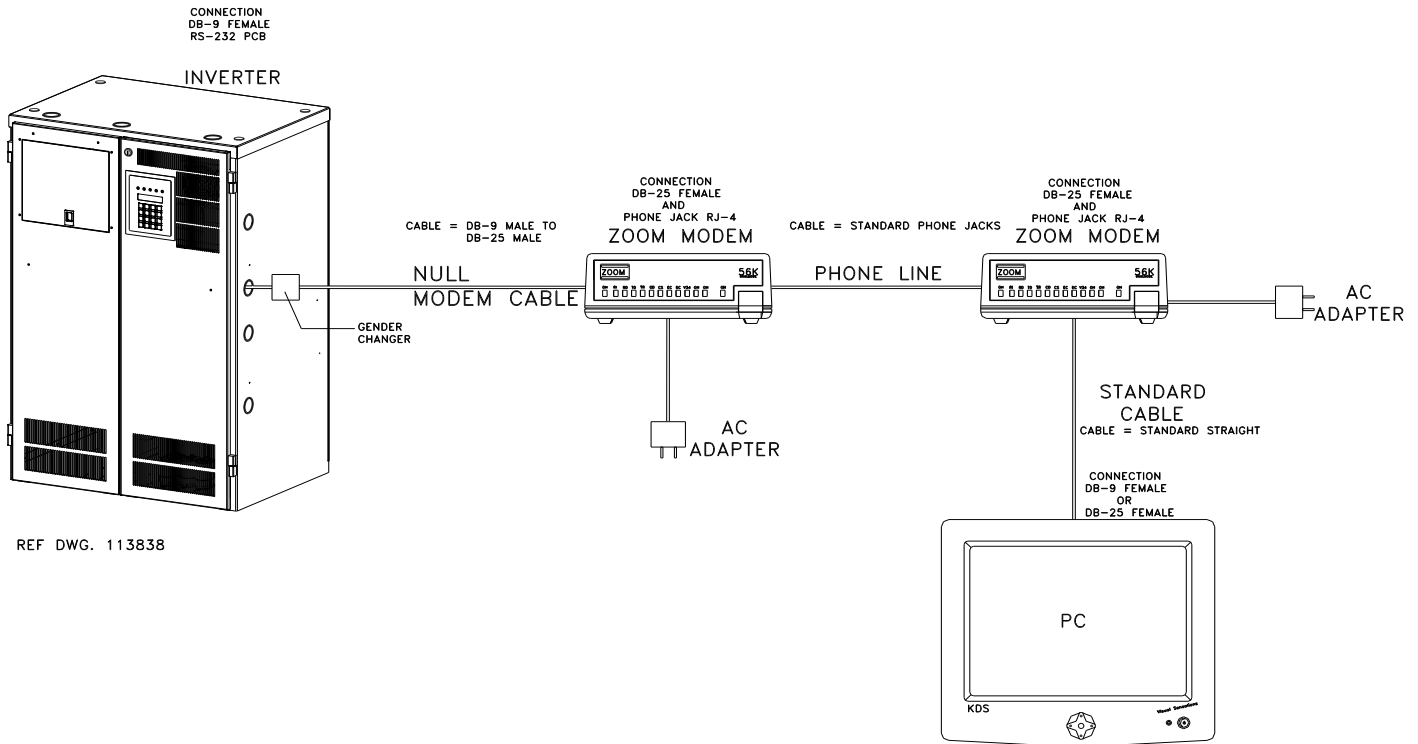 CONNECTION
DB-9 FEMALE
RS-232 PCB
INVERTER
CABLE = DB-9 MALE TO
DB-25 MALE
NULL
MODEM CABLE
GENDER
CHANGER
CONNECTION
DB-25 FEMALE
AND
PHONE JACK RJ-4
ZOOM MODEM
ZOOM
56K
AC
ADAPTER
CABLE = STANDARD PHONE JACKS
PHONE LINE
CONNECTION
DB-25 FEMALE
AND
PHONE JACK RJ-4
ZOOM MODEM
ZOOM
56K
AC
ADAPTER
STANDARD
CABLE
CABLE = STANDARD STRAIGHT
CONNECTION
DB-9 FEMALE
OR
DB-25 FEMALE
PC
KDS
Visual Sensations
REF DWG. 113838